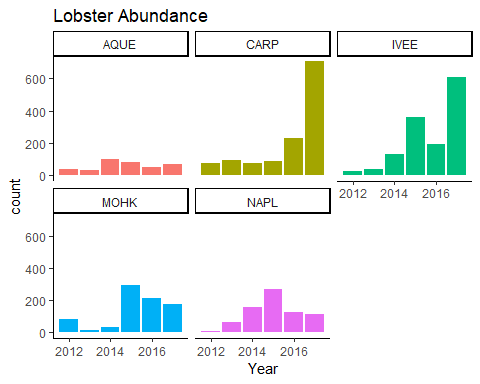 Lobster Abundance
AQUE CARP IVEE
600
400
200
0
2012 2014 2016
count
MOHK NAPL
600
400
200
0
2012 2014 2016 2012 2014 2016
Year